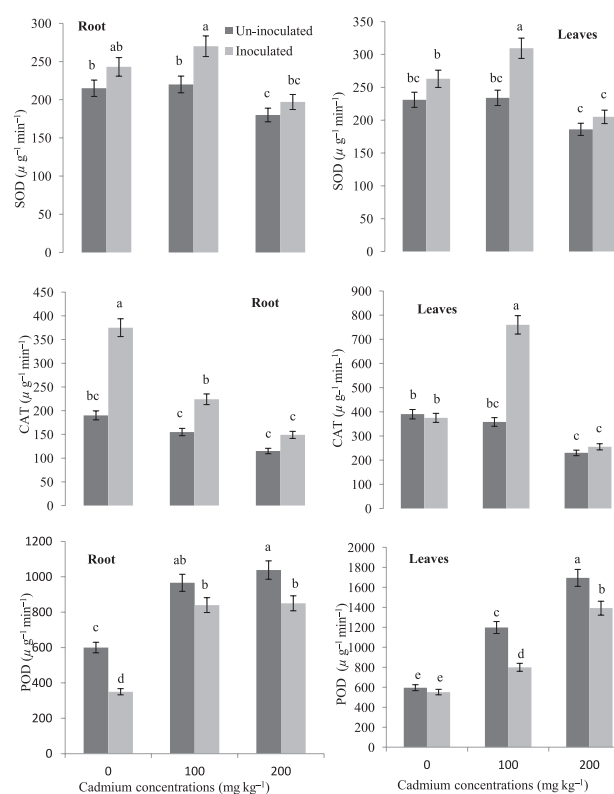 Root
Un-inoculated
Inoculated
SOD (µ g⁻¹ min⁻¹)
300
250
200
150
100
50
0
b
ab
b
a
c
bc
Leaves
SOD (µ g⁻¹ min⁻¹)
350
300
250
200
150
100
50
0
bc
b
bc
a
c
c
Root
CAT (µ g⁻¹ min⁻¹)
450
400
350
300
250
200
150
100
50
0
bc
a
c
b
c
c
Leaves
CAT (µ g⁻¹ min⁻¹)
900
800
700
600
500
400
300
200
100
0
b
b
bc
a
c
c
Root
POD (µ g⁻¹ min⁻¹)
1200
1000
800
600
400
200
0
c
d
ab
b
a
b
0
100
200
Cadmium concentrations (mg kg⁻¹)
Leaves
POD (µ g⁻¹ min⁻¹)
2000
1800
1600
1400
1200
1000
800
600
400
200
0
e
e
c
d
a
b
0
100
200
Cadmium concentrations (mg kg⁻¹)